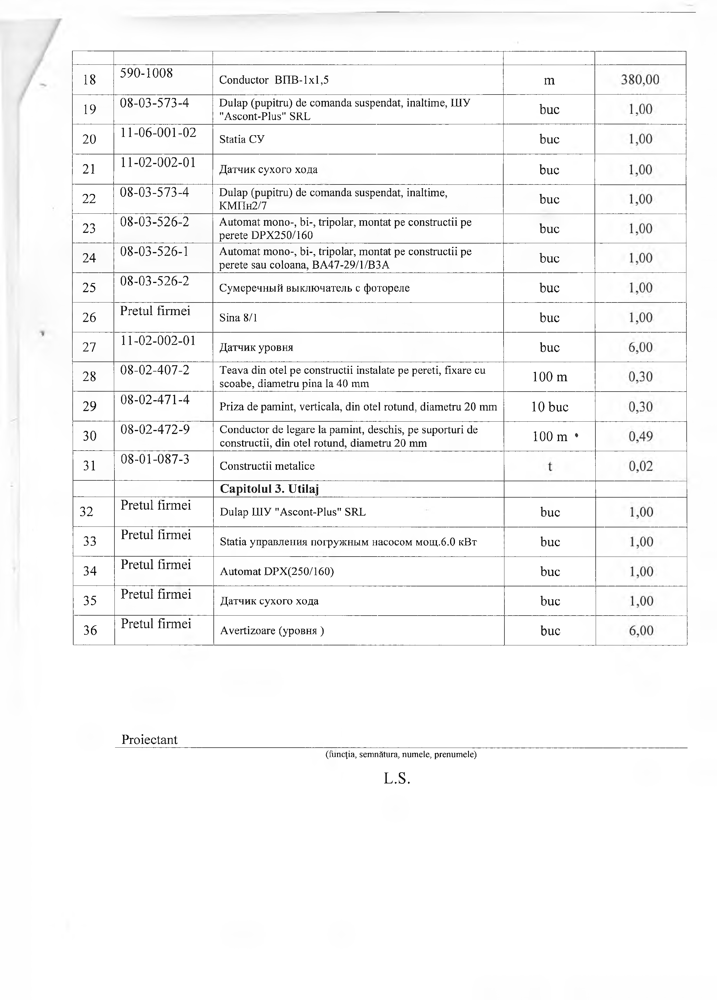 18 590-1008 Conductor ВПВ-1x1,5 m 380,00
19 08-03-573-4 Dulap (pupitru) de comanda suspendat, inaltime, ШУ buc 1,00
"Ascont-Plus" SRL
20 11-06-001-02 Statia СУ buc 1,00
21 11-02-002-01 Датчик сухого хода buc 1,00
22 08-03-573-4 Dulap (pupitru) de comanda suspendat, inaltime, buc 1,00
КМПн2/7
23 08-03-526-2 Automat mono-, bi-, tripolar, montat pe constructii pe buc 1,00
perete DPX250/160
24 08-03-526-1 Automat mono-, bi-, tripolar, montat pe constructii pe buc 1,00
perete sau coloana, BA47-29/1/B3A
25 08-03-526-2 Сумеречный выключатель с фотореле buc 1,00
26 Pretul firmei Sina 8/1 buc 1,00
27 11-02-002-01 Датчик уровня buc 6,00
28 08-02-407-2 Teava din otel pe constructii instalate pe pereti, fixare cu 100 m 0,30
scoabe, diametru pina la 40 mm
29 08-02-471-4 Priza de pamint, verticala, din otel rotund, diametru 20 mm 10 buc 0,30
30 08-02-472-9 Conductor de legare la pamint, deschis, pe suporturi de 100 m 0,49
constructii, din otel rotund, diametru 20 mm
31 08-01-087-3 Constructii metalice t 0,02
Capitolul 3. Utilaj
32 Pretul firmei Dulap ШУ "Ascont-Plus" SRL buc 1,00
33 Pretul firmei Statia управления погружным насосом мощ.6.0 кВт buc 1,00
34 Pretul firmei Automat DPX(250/160) buc 1,00
35 Pretul firmei Датчик сухого хода buc 1,00
36 Pretul firmei Avertizoare (уровня ) buc 6,00
Proiectant
(funcţia, semnătura, numele, prenumele)
L.S.